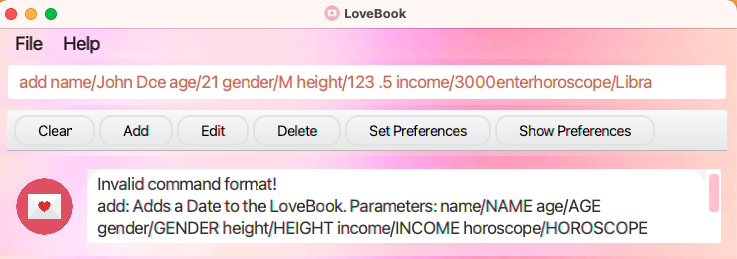 LoveBook
File Help
add name/John Doe age/21 gender/M height/123 .5 income/3000enterhoroscope/Libra
Clear Add Edit Delete Set Preferences Show Preferences
Invalid command format!
add: Adds a Date to the LoveBook. Parameters: name/NAME age/AGE
gender/GENDER height/HEIGHT income/INCOME horoscope/HOROSCOPE